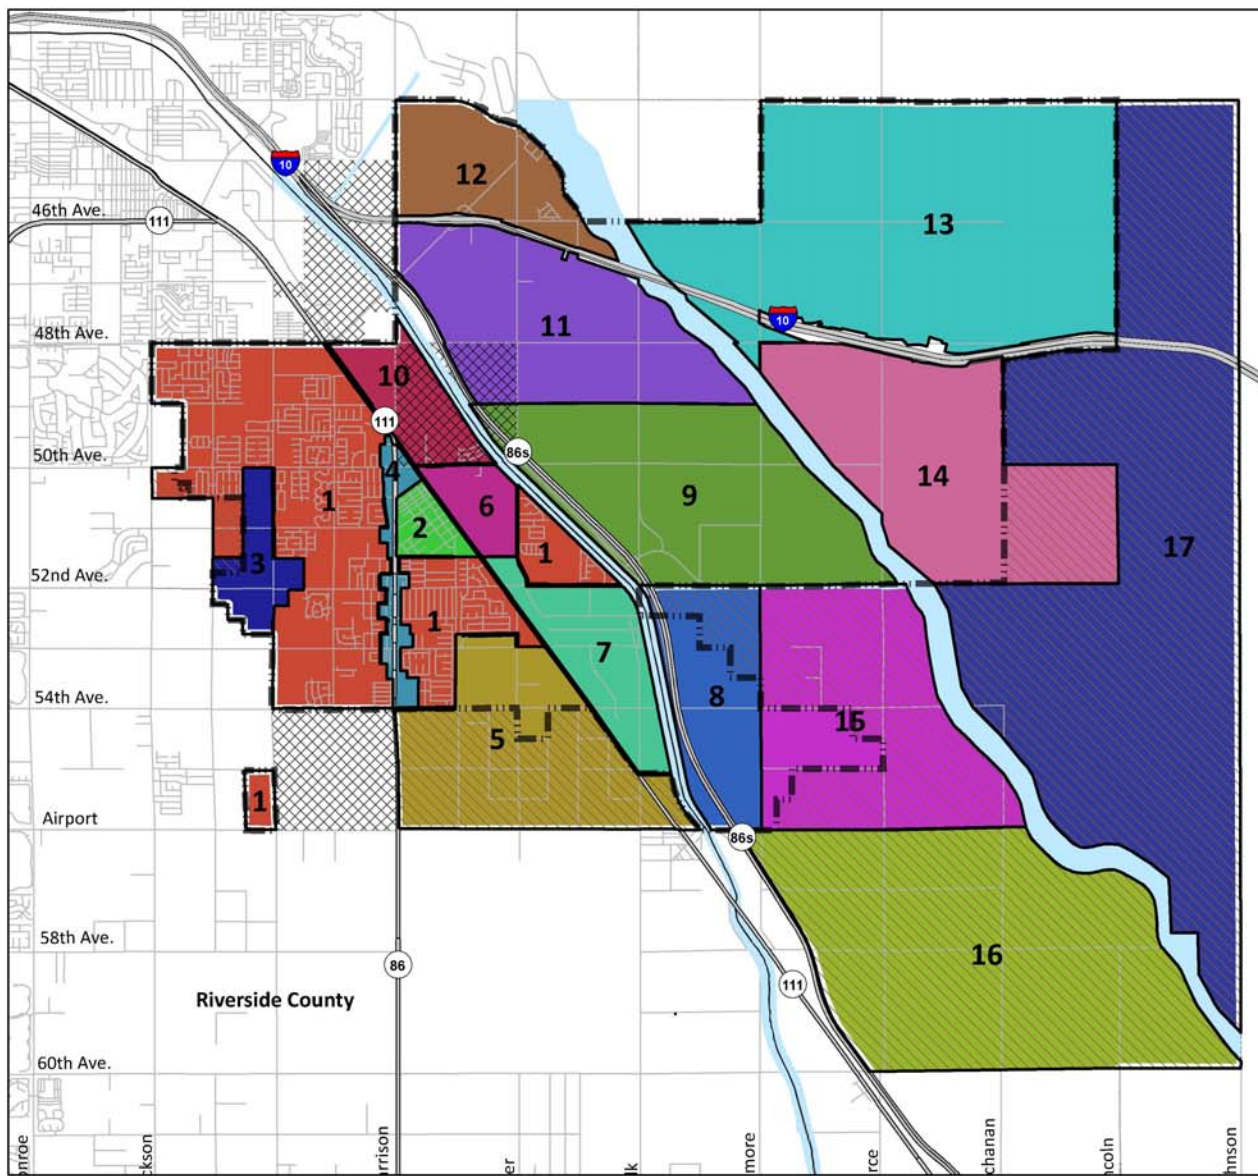 12
10
13
46th Ave.
111
11
10
48th Ave.
10
111
86s
50th Ave.
4
14
1
9
6
2
1
3
17
52nd Ave.
1
7
8
54th Ave.
15
5
1
Airport
86s
58th Ave.
86
16
111
Riverside County
60th Ave.
onroe
ckson
rrison
er
lk
more
rce
chanan
ncoln
hnson